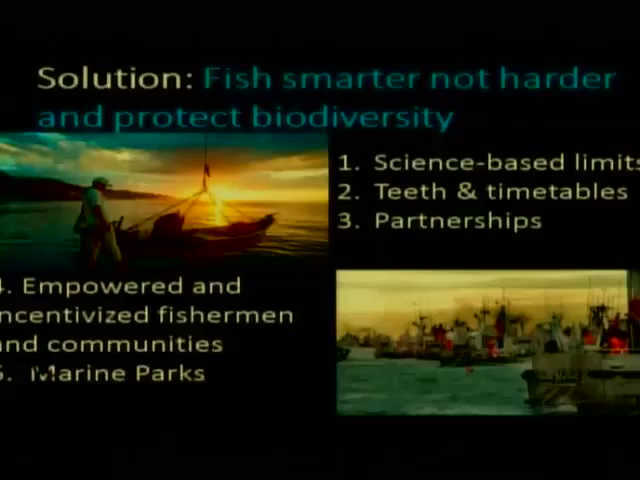 Solution: Fish smarter not harder
and protect biodiversity
1. Science-based limits
2. Teeth & timetables
3. Partnerships
4. Empowered and
ncentivized fishermen
and communities
5. Marine Parks